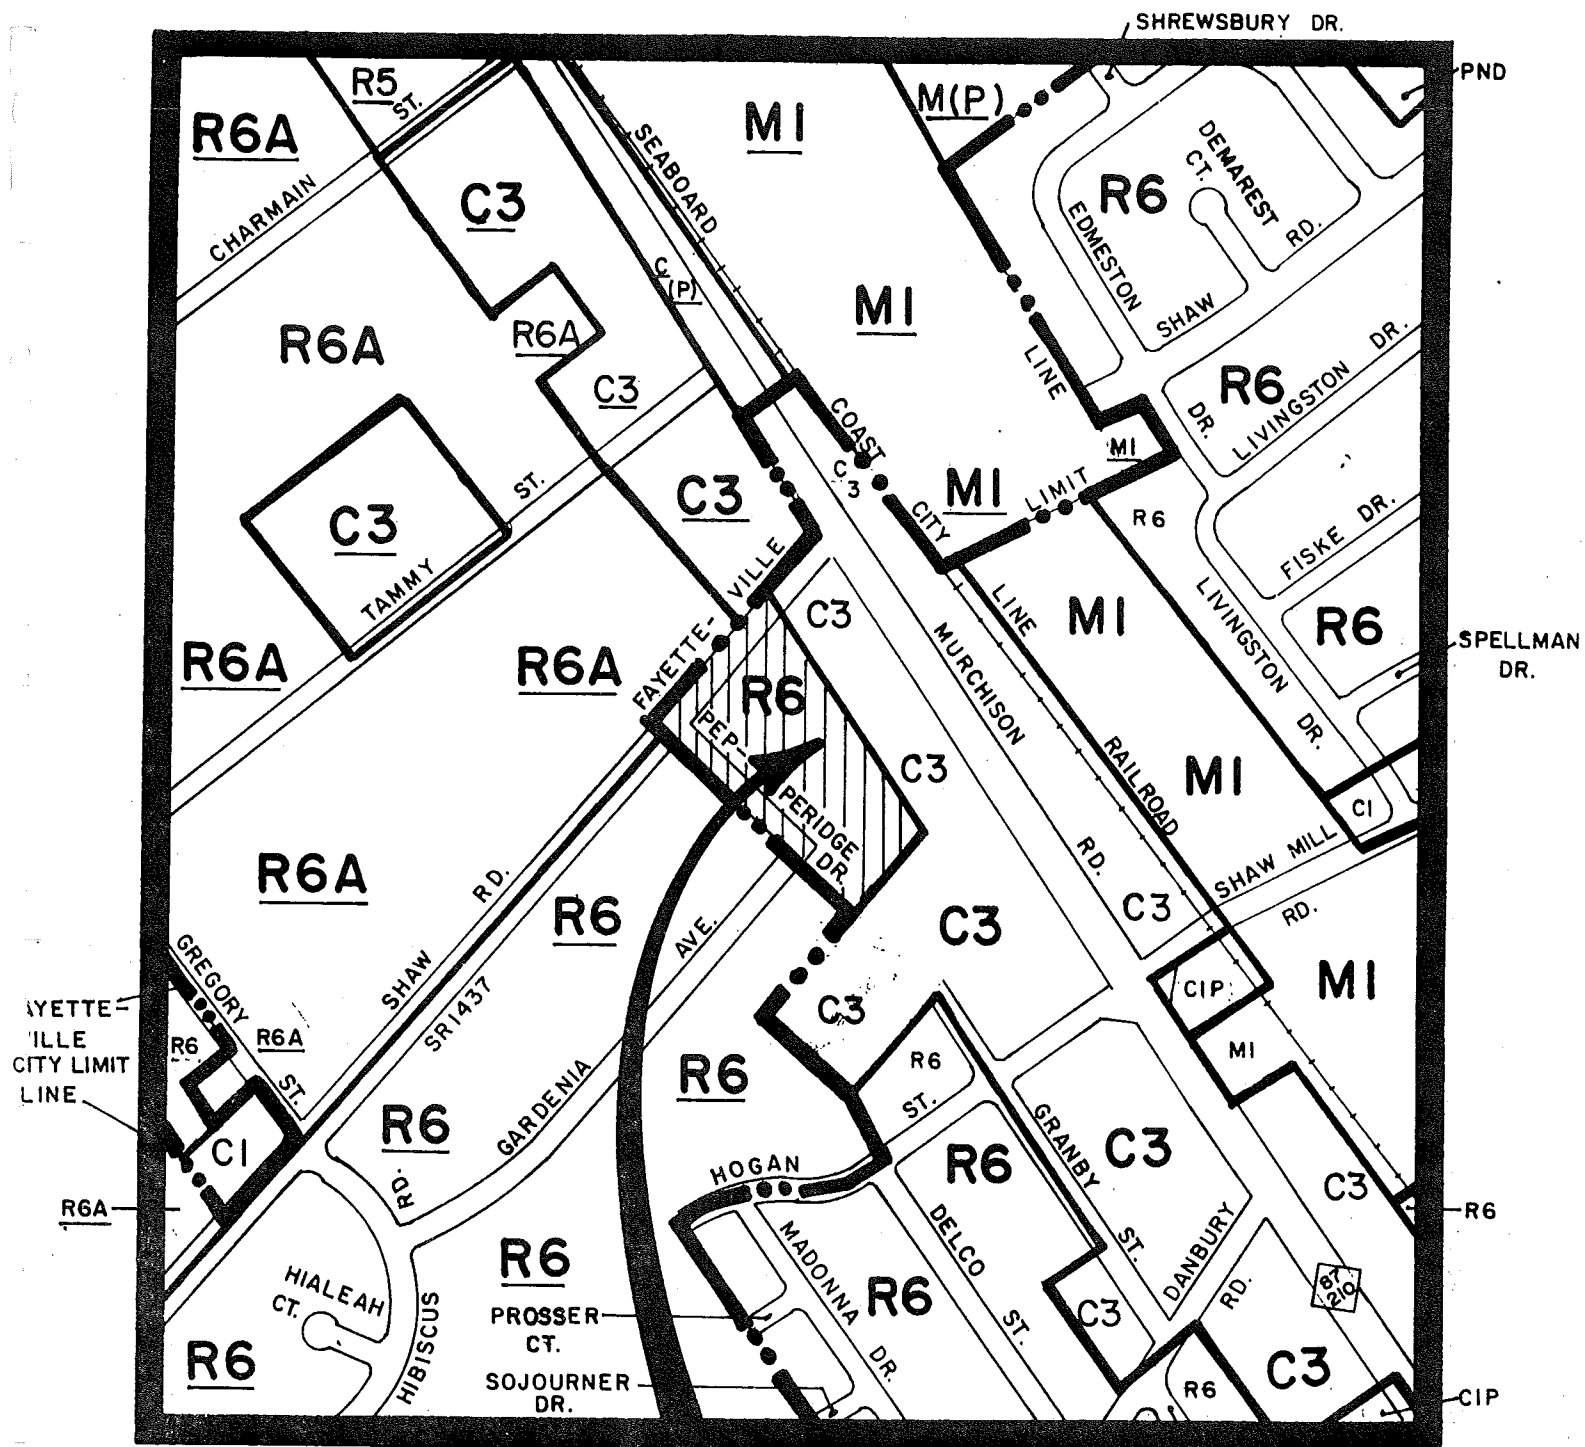 SHREWSBURY DR.
PND
R5
ST.
R6A
CHARMAIN
C3
SEABOARD
M1
M(P)
R6
DEMAREST
CT.
EDMESTON
RD.
SHAW
C(P)
M1
R6A
R6A
C3
LINE
R6
LIVINGSTON DR.
DR.
COAST
C3
M1
M1
LIMIT
CITY
R6
C3
C3
ST.
TAMMY
FISKE DR.
FAYETTE-
VILLE
C3
LINE
M1
LIVINGSTON DR.
R6
SPELLMAN
DR.
R6A
R6A
R6
PEP-
PERIDGE
DR.
MURCHISON
RD.
C3
RAILROAD
M1
C1
SHAW MILL
RD.
R6A
SHAW RD.
SR1437
R6
AVE.
GARDENIA
C3
C3
C3
C1P
M1
M1
GREGORY
ST.
AYETTE-
VILLE
CITY LIMIT
LINE
R6
R6A
C1
R6A
R6
RD.
HIBISCUS
R6
R6
ST.
HOGAN
R6
GRANBY
ST.
C3
C3
R6
DELCO
ST.
MADONNA
DR.
DANBURY
RD.
R6
R6
HIALEAH
CT.
R6
PROSSER
CT.
SOJOURNER
DR.
C3
R6
C3
87
210
C1P